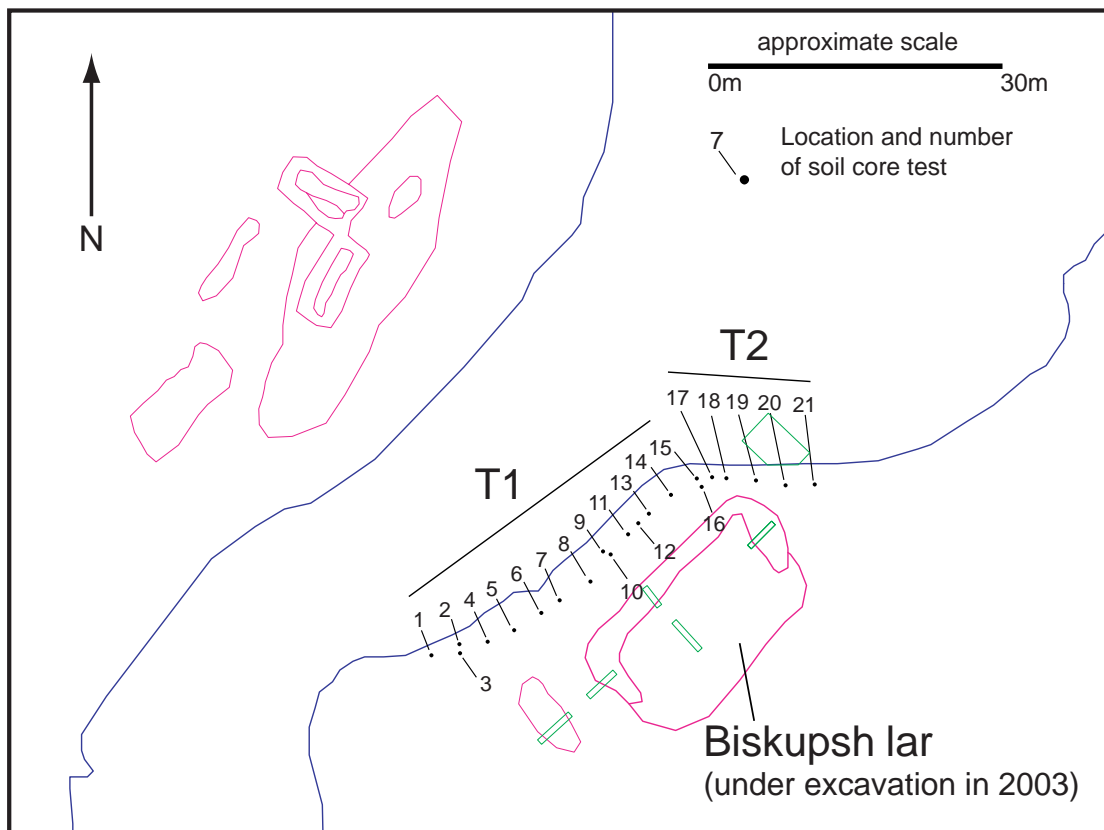 approximate scale
0m 30m
7 Location and number
of soil core test
N
T2
17 18 19 20 21
T1
15
14
13
11
9
8
7
6
5
4
2
1
16
12
10
3
Biskupsh lar
(under excavation in 2003)